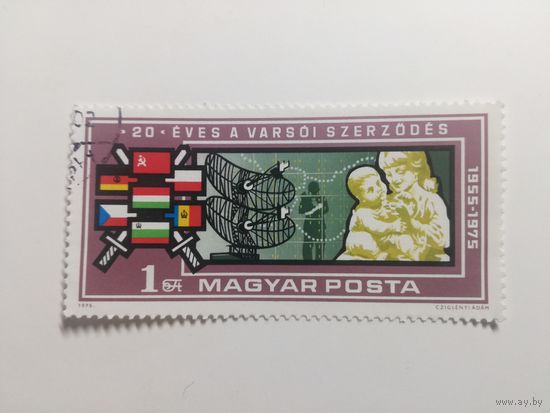 20 ÉVES A VARSÓI SZERZŐDÉS
1955-1975
1 Ft
MAGYAR POSTA
1975.
CZIGLÉNYI ÁDÁM
www.ay.by